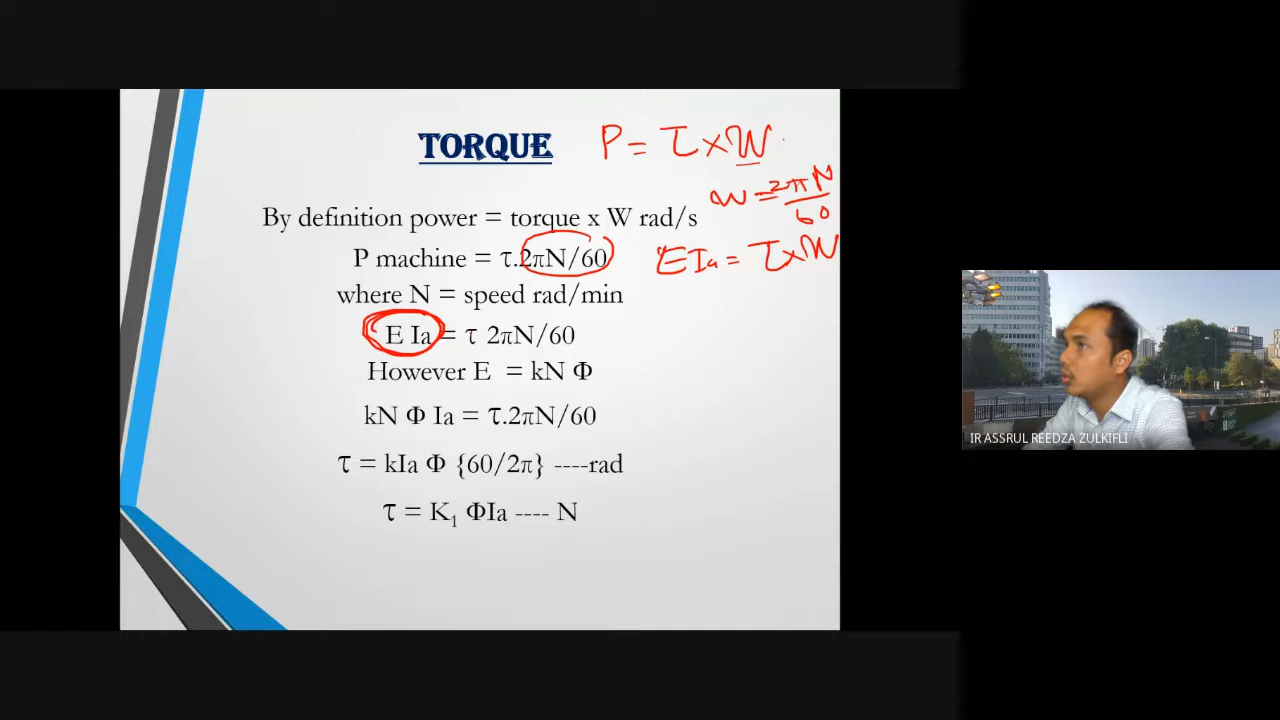 TORQUE
P = τ × W
W = 2πN/60
By definition power = torque x W rad/s
P machine = τ.2πN/60
E Ia = τ × W
where N = speed rad/min
E Ia = τ 2πN/60
However E = kN Φ
kN Φ Ia = τ.2πN/60
τ = kIa Φ {60/2π} ----rad
τ = K₁ ΦIa ---- N
IR ASSRUL REEDZA ZULKIFLI